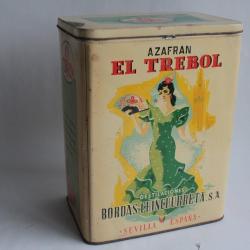 AZAFRAN
EL TREBOL
DESTILACIONES
BORDAS CHINCHURRETA, S.A.
SEVILLA ESPAÑA